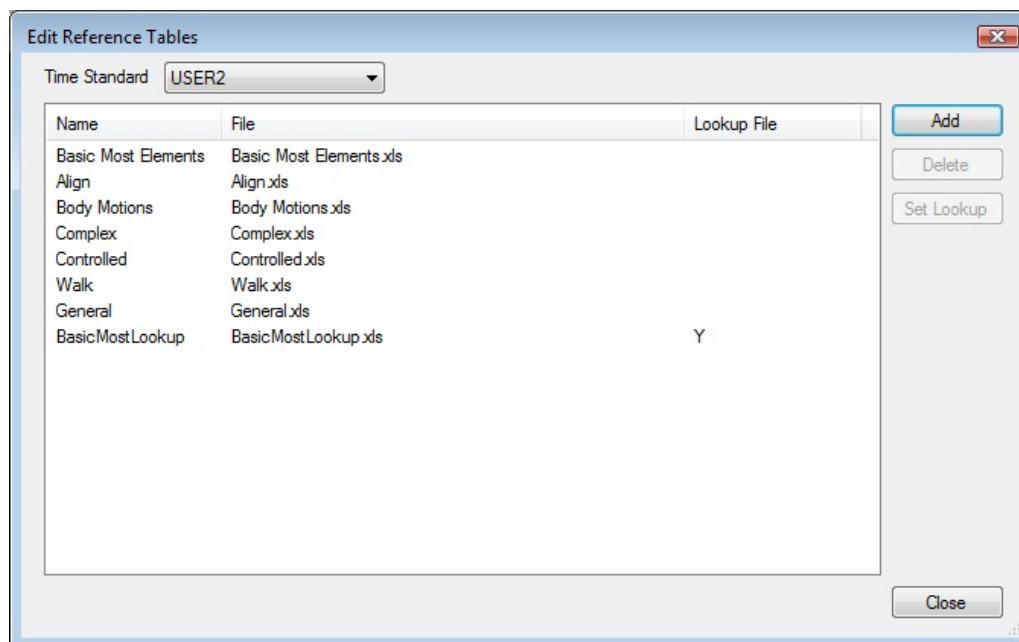 Edit Reference Tables
Time Standard USER2
Name File Lookup File
Add
Basic Most Elements Basic Most Elements.xls
Delete
Align Align.xls
Body Motions Body Motions.xls
Set Lookup
Complex Complex.xls
Controlled Controlled.xls
Walk Walk.xls
General General.xls
BasicMostLookup BasicMostLookup.xls Y
Close